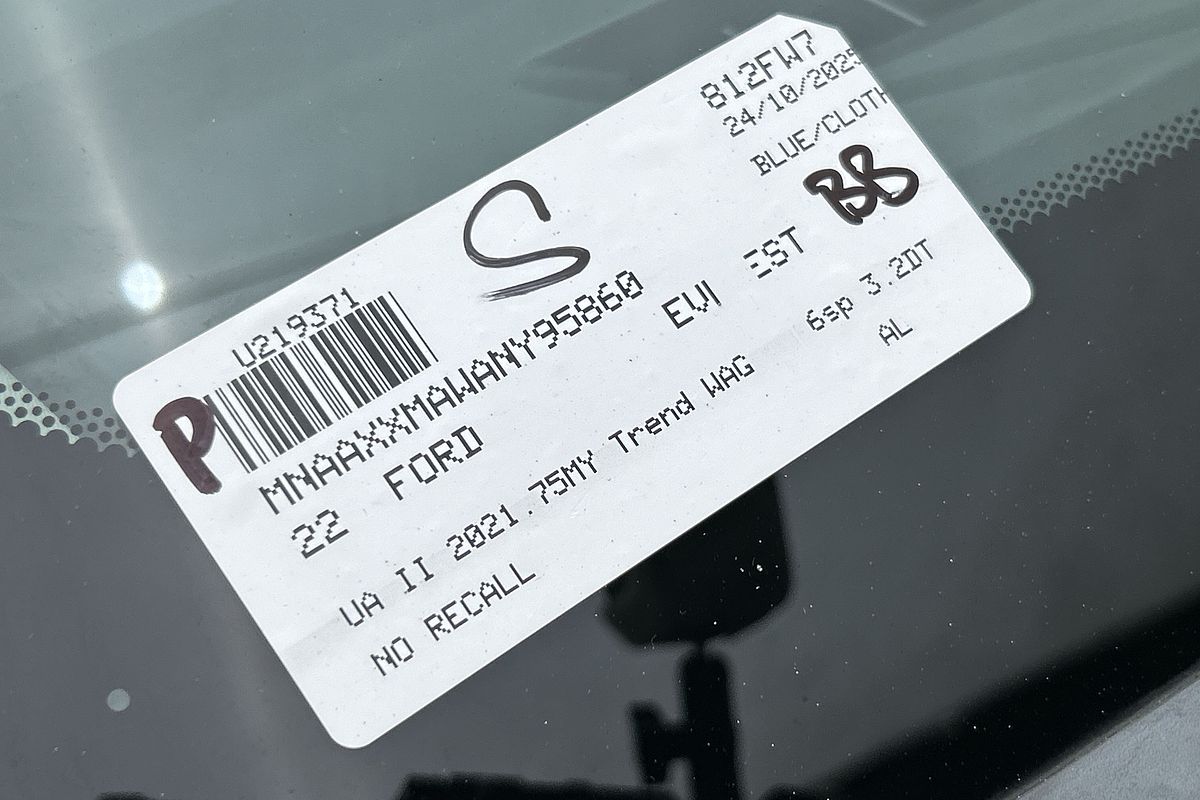 812FW7
24/10/2025
BLUE/CLOTH
S
BB
U219371
P
MNAAXXMAWANY95860
EVI EST
22 FORD
6sp 3.2DT
UA II 2021.75MY Trend WAG
AL
NO RECALL